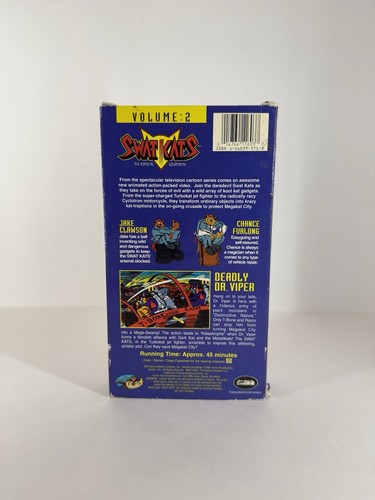 VOLUME: 2
SWAT KATS
THE RADICAL SQUADRON
From the spectacular television cartoon series comes an awesome
new animated action-packed video. Join the daredevil Swat Kats as
they take on the forces of evil with a wild array of kool kat gadgets.
From the super-charged Turbokat jet fighter to the radically racy
Cyclotron motorcycle, they transform ordinary objects into krazy
kat-traptions in the on-going crusade to protect Megakat City.
JAKE
CLAWSON
Jake has a ball
inventing wild
and dangerous
gadgets to keep
the SWAT KATS'
arsenal stocked.
CHANCE
FURLONG
Easygoing and
self-assured,
Chance is always
a magician when it
comes to any type
of vehicle repair.
DEADLY
DR. VIPER
Hang on to your tails,
Dr. Viper is here with
a hideous army of
plant monsters in
"Destructive Nature."
Only T-Bone and Razor
can stop him from
turning Megakat City
into a Mega-Swamp! The action leads to "Katastrophe" when Dr. Viper
forms a fiendish alliance with Dark Kat and the Metallikats! The SWAT
KATS, in the Turbokat jet fighter, scramble to expose this slithering,
sinister plot. Can they save Megakat City?
Running Time: Approx. 45 minutes